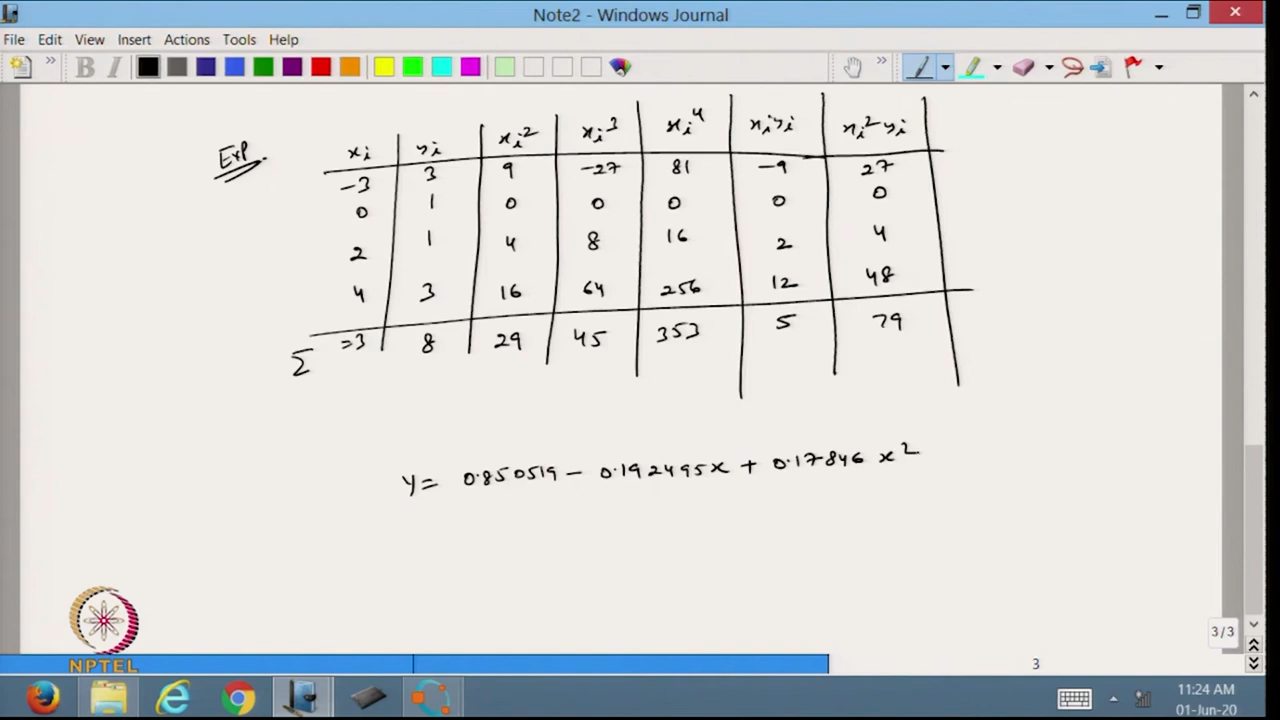 Note2 - Windows Journal
File Edit View Insert Actions Tools Help
Exp.
xi yi xi² xi³ xi⁴ xiyi xi²yi
-3 3 9 -27 81 -9 27
0 1 0 0 0 0 0
2 1 4 8 16 2 4
4 3 16 64 256 12 48
Σ =3 8 29 45 353 5 79
y= 0.850519 - 0.192495x + 0.17846 x²
3/3
NPTEL
3
11:24 AM
01-Jun-20